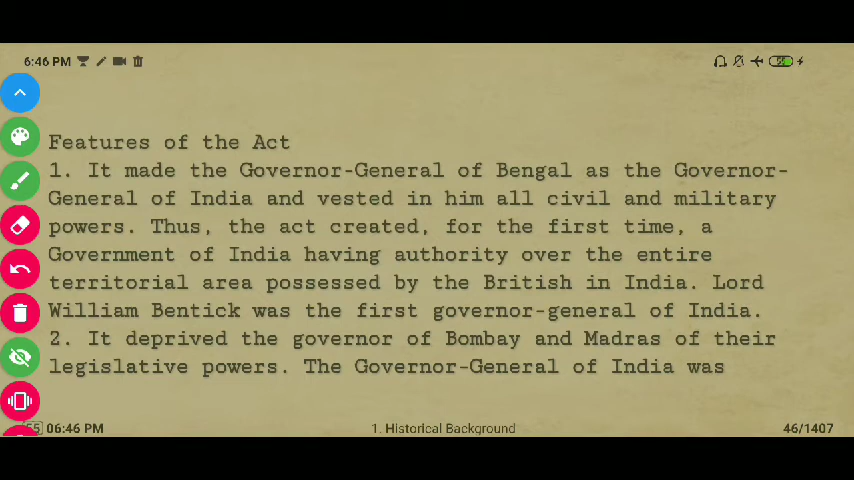 6:46 PM
Features of the Act
1. It made the Governor-General of Bengal as the Governor-
General of India and vested in him all civil and military
powers. Thus, the act created, for the first time, a
Government of India having authority over the entire
territorial area possessed by the British in India. Lord
William Bentick was the first governor-general of India.
2. It deprived the governor of Bombay and Madras of their
legislative powers. The Governor-General of India was
06:46 PM
1. Historical Background
46/1407